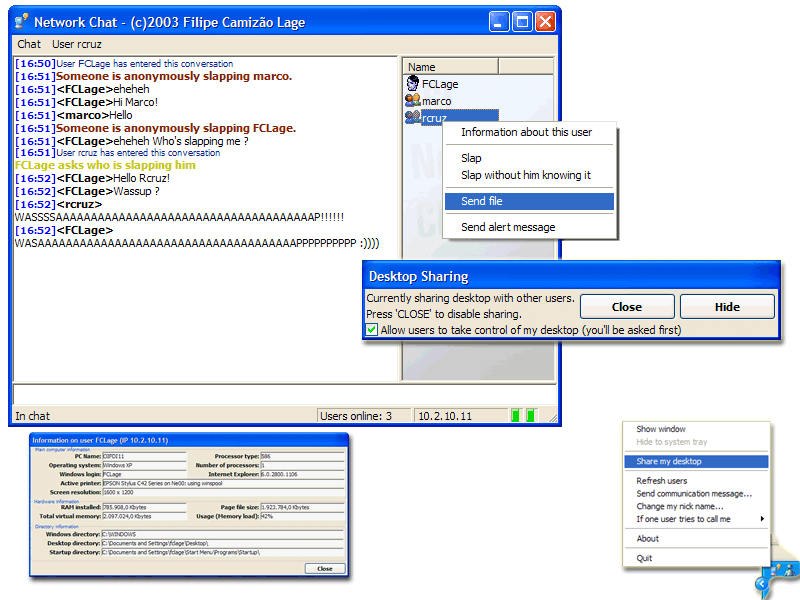 Network Chat - (c)2003 Filipe Camizão Lage
Chat User rcruz
[16:50]User FCLage has entered this conversation
[16:51]Someone is anonymously slapping marco.
[16:51]<FCLage>eheheh
[16:51]<FCLage>Hi Marco!
[16:51]<marco>Hello
[16:51]Someone is anonymously slapping FCLage.
[16:51]<FCLage>eheheh Who's slapping me ?
[16:51]User rcruz has entered this conversation
FCLage asks who is slapping him
[16:52]<FCLage>Hello Rcruz!
[16:52]<FCLage>Wassup ?
[16:52]<rcruz>
WASSSSAAAAAAAAAAAAAAAAAAAAAAAAAAAAAAAAAAAAAP!!!!!!
[16:52]<FCLage>
WASAAAAAAAAAAAAAAAAAAAAAAAAAAAAAAAAAAAAAPPPPPPPPPP :))))
Name
FCLage
marco
rcruz
Information about this user
Slap
Slap without him knowing it
Send file
Send alert message
Desktop Sharing
Currently sharing desktop with other users.
Press 'CLOSE' to disable sharing.
Close
Hide
Allow users to take control of my desktop (you'll be asked first)
In chat
Users online: 3
10.2.10.11
Information on user FCLage (IP 10.2.10.11)
Main computer information
PC Name: DIPDI11
Processor type: 586
Operating system: Windows XP
Number of processors: 1
Windows login: FCLage
Internet Explorer: 6.0.2800.1106
Active printer: EPSON Stylus C42 Series on Ne00: using winspool
Screen resolution: 1600 x 1200
Hardware information
RAM installed: 785.908,0 Kbytes
Page file size: 1.923.784,0 Kbytes
Total virtual memory: 2.097.024,0 Kbytes
Usage (Memory load): 42%
Directory information
Windows directory: C:\WINDOWS
Desktop directory: C:\Documents and Settings\fclage\Desktop\
Startup directory: C:\Documents and Settings\fclage\Start Menu\Programs\Startup\
Close
Show window
Hide to system tray
Share my desktop
Refresh users
Send communication message...
Change my nick name...
If one user tries to call me
About
Quit